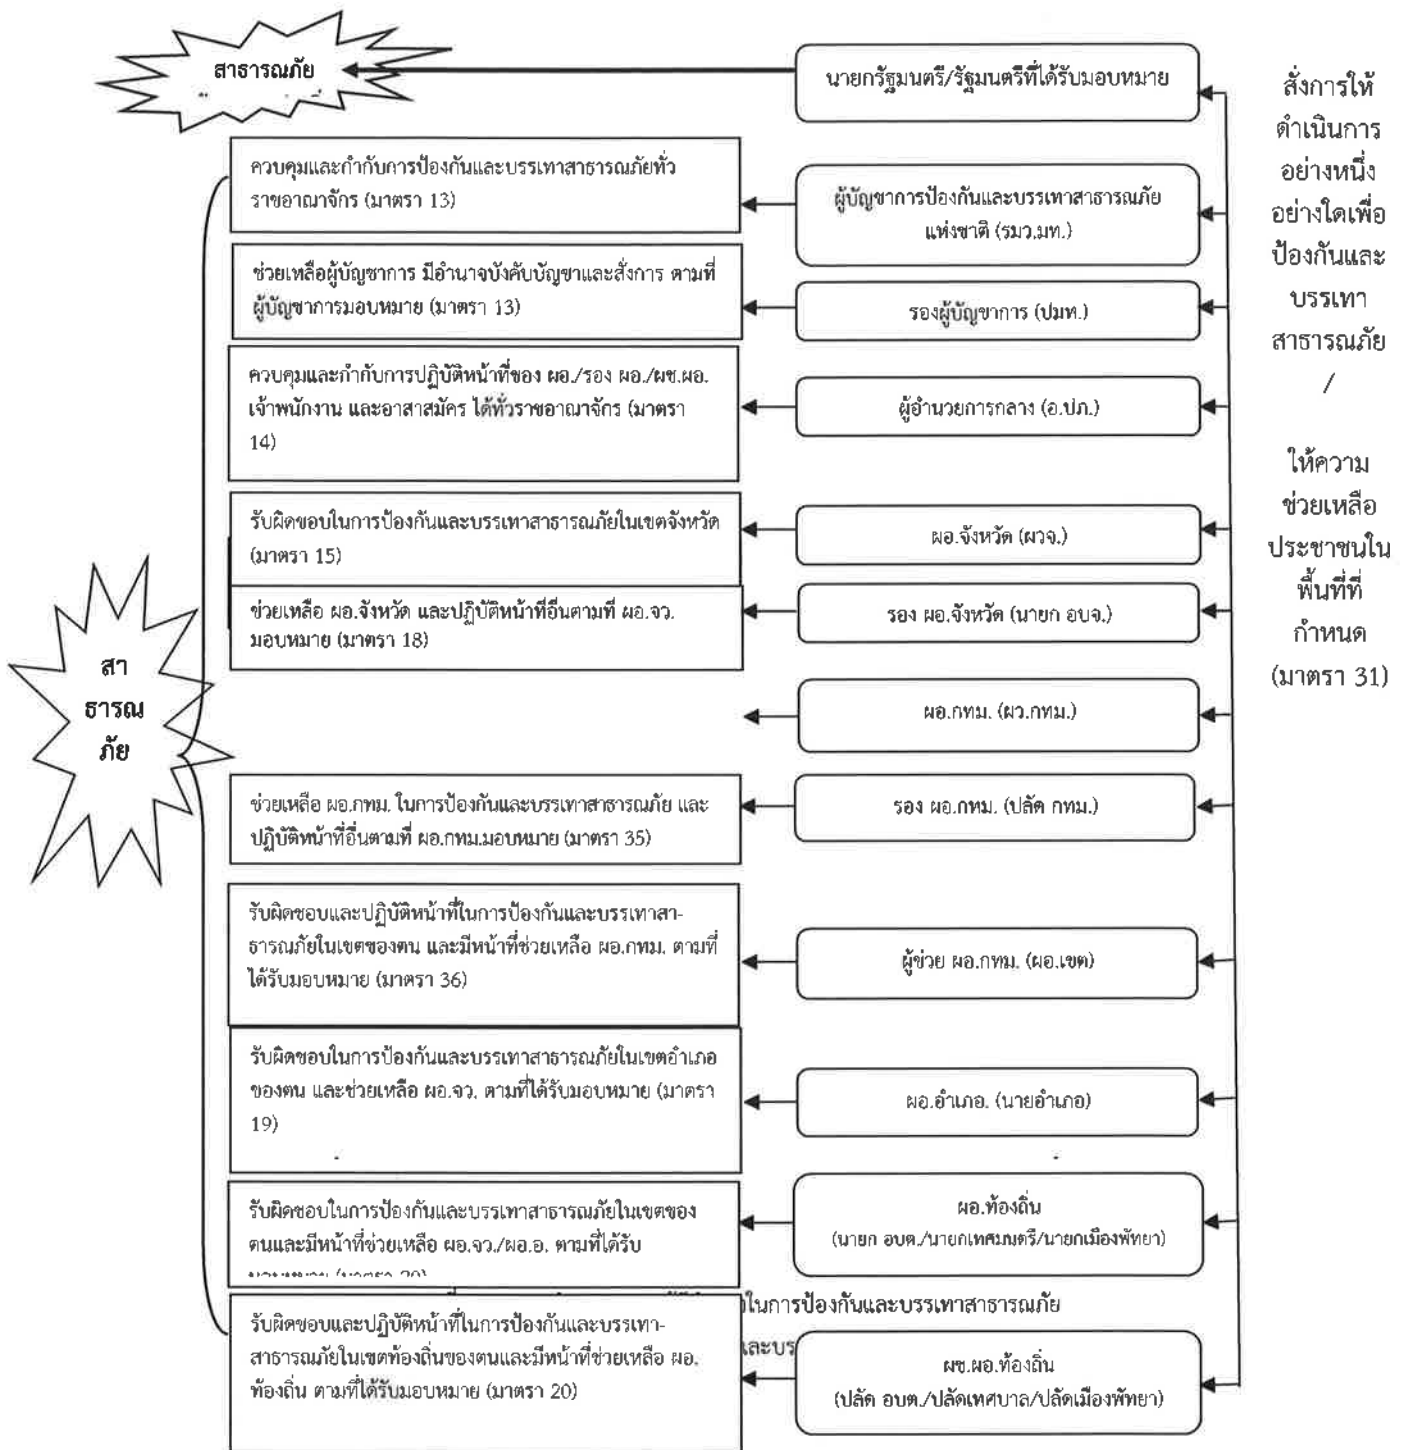 สาธารณภัย
นายกรัฐมนตรี/รัฐมนตรีที่ได้รับมอบหมาย
สั่งการให้
ดำเนินการ
อย่างหนึ่ง
อย่างใดเพื่อ
ป้องกันและ
บรรเทา
สาธารณภัย
/
ให้ความ
ช่วยเหลือ
ประชาชนใน
พื้นที่ที่
กำหนด
(มาตรา 31)
ควบคุมและกำกับการป้องกันและบรรเทาสาธารณภัยทั่ว
ราชอาณาจักร (มาตรา 13)
ผู้บัญชาการป้องกันและบรรเทาสาธารณภัย
แห่งชาติ (รมว.มท.)
ช่วยเหลือผู้บัญชาการ มีอำนาจบังคับบัญชาและสั่งการ ตามที่
ผู้บัญชาการมอบหมาย (มาตรา 13)
รองผู้บัญชาการ (ปมท.)
ควบคุมและกำกับการปฏิบัติหน้าที่ของ ผอ./รอง ผอ./ผช.ผอ.
เจ้าพนักงาน และอาสาสมัคร ได้ทั่วราชอาณาจักร (มาตรา
14)
ผู้อำนวยการกลาง (อ.ปภ.)
รับผิดชอบในการป้องกันและบรรเทาสาธารณภัยในเขตจังหวัด
(มาตรา 15)
ผอ.จังหวัด (ผวจ.)
ช่วยเหลือ ผอ.จังหวัด และปฏิบัติหน้าที่อื่นตามที่ ผอ.จว.
มอบหมาย (มาตรา 18)
รอง ผอ.จังหวัด (นายก อบจ.)
สา
ธารณ
ภัย
ผอ.กทม. (ผว.กทม.)
ช่วยเหลือ ผอ.กทม. ในการป้องกันและบรรเทาสาธารณภัย และ
ปฏิบัติหน้าที่อื่นตามที่ ผอ.กทม.มอบหมาย (มาตรา 35)
รอง ผอ.กทม. (ปลัด กทม.)
รับผิดชอบและปฏิบัติหน้าที่ในการป้องกันและบรรเทาสา-
ธารณภัยในเขตของตน และมีหน้าที่ช่วยเหลือ ผอ.กทม. ตามที่
ได้รับมอบหมาย (มาตรา 36)
ผู้ช่วย ผอ.กทม. (ผอ.เขต)
รับผิดชอบในการป้องกันและบรรเทาสาธารณภัยในเขตอำเภอ
ของตน และช่วยเหลือ ผอ.จว. ตามที่ได้รับมอบหมาย (มาตรา
19)
ผอ.อำเภอ. (นายอำเภอ)
รับผิดชอบในการป้องกันและบรรเทาสาธารณภัยในเขตของ
ตนและมีหน้าที่ช่วยเหลือ ผอ.จว./ผอ.อ. ตามที่ได้รับ
ผอ.ท้องถิ่น
(นายก อบต./นายกเทศมนตรี/นายกเมืองพัทยา)
ในการป้องกันและบรรเทาสาธารณภัย
รับผิดชอบและปฏิบัติหน้าที่ในการป้องกันและบรรเทา-
สาธารณภัยในเขตท้องถิ่นของตนและมีหน้าที่ช่วยเหลือ ผอ.
ท้องถิ่น ตามที่ได้รับมอบหมาย (มาตรา 20)
ผช.ผอ.ท้องถิ่น
(ปลัด อบต./ปลัดเทศบาล/ปลัดเมืองพัทยา)